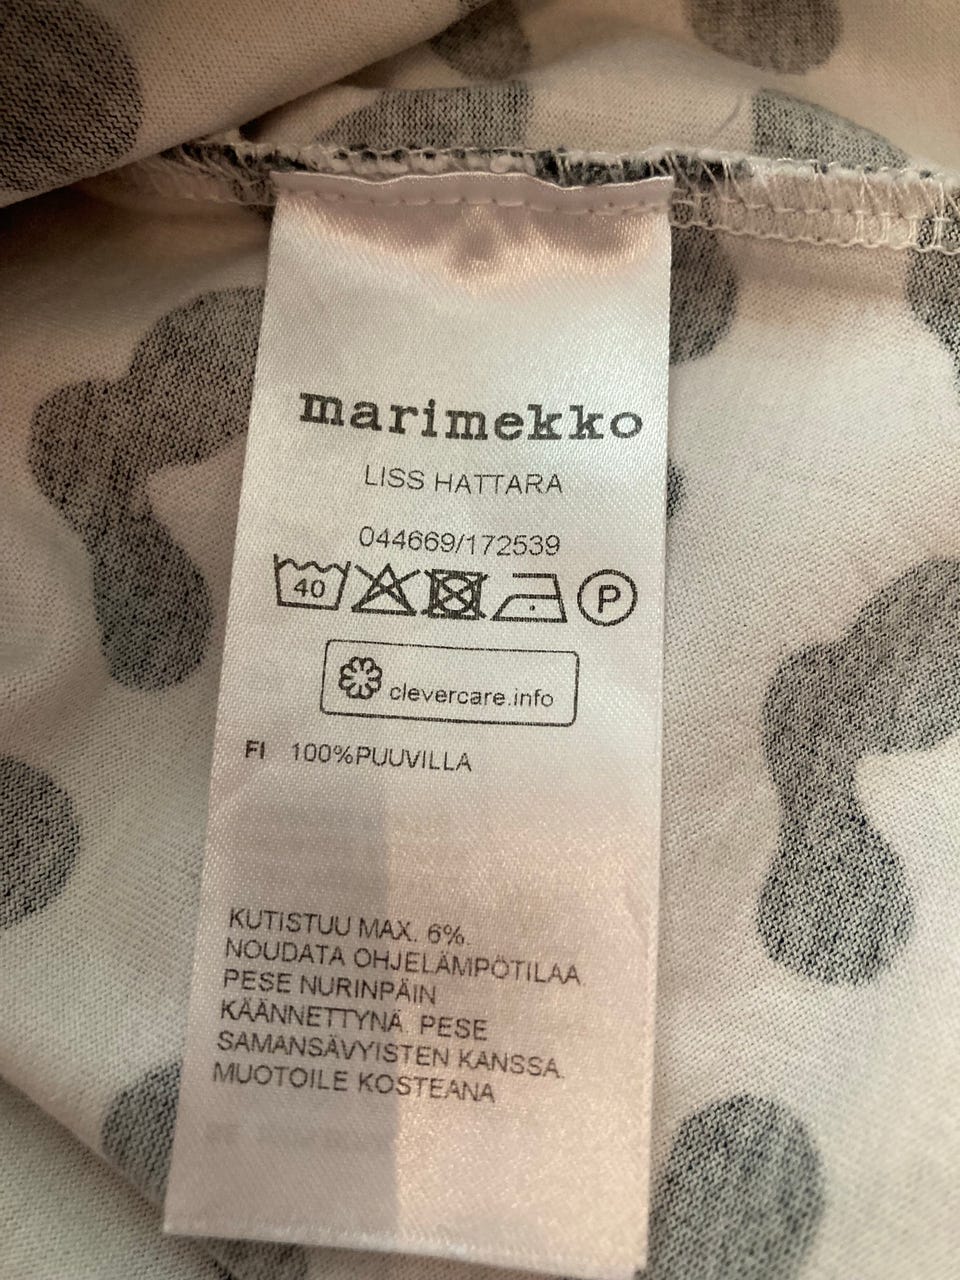 marimekko
LISS HATTARA
044669/172539
40 P
clevercare.info
FI 100%PUUVILLA
KUTISTUU MAX. 6%.
NOUDATA OHJELÄMPÖTILAA.
PESE NURINPÄIN
KÄÄNNETTYNÄ. PESE
SAMANSÄVYISTEN KANSSA.
MUOTOILE KOSTEANA